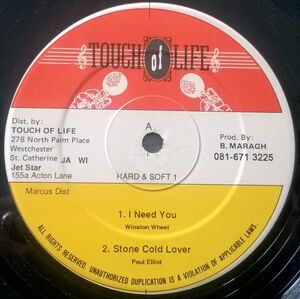 TOUCH of LIFE
Dist. by:
TOUCH OF LIFE
278 North Palm Place
Westchester
St. Catherine JA WI
Jet Star
155a Acton Lane
A
Prod. By:
B. MARAGH
081-671 3225
HARD & SOFT 1
Marcus Dist
1. I Need You
Winston Wheel
2. Stone Cold Lover
Paul Elliot
ALL RIGHTS RESERVED. UNAUTHORIZED DUPLICATION IS A VIOLATION OF APPLICABLE LAWS.